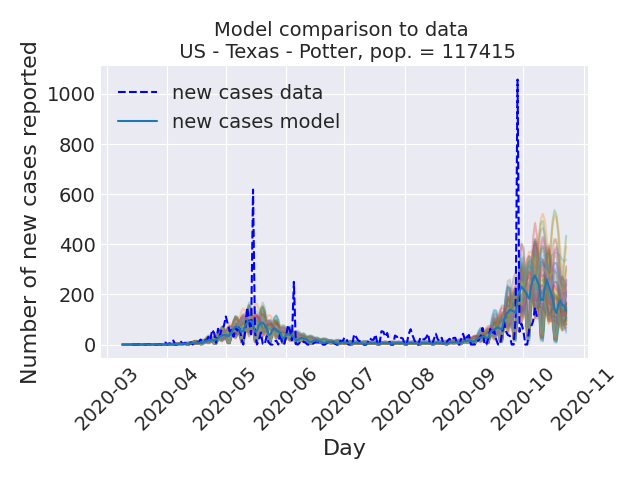 Model comparison to data
US - Texas - Potter, pop. = 117415
Number of new cases reported
1000
800
600
400
200
0
new cases data
new cases model
2020-03
2020-04
2020-05
2020-06
2020-07
2020-08
2020-09
2020-10
2020-11
Day